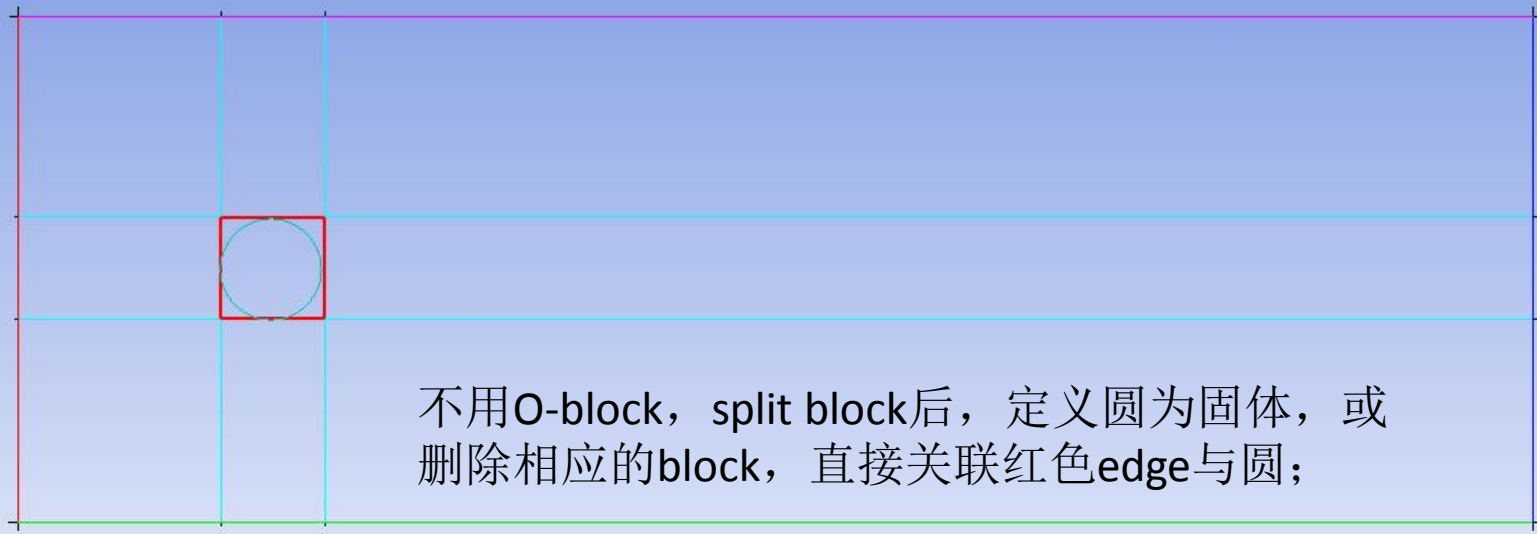 不用O-block，split block后，定义圆为固体，或
删除相应的block，直接关联红色edge与圆；